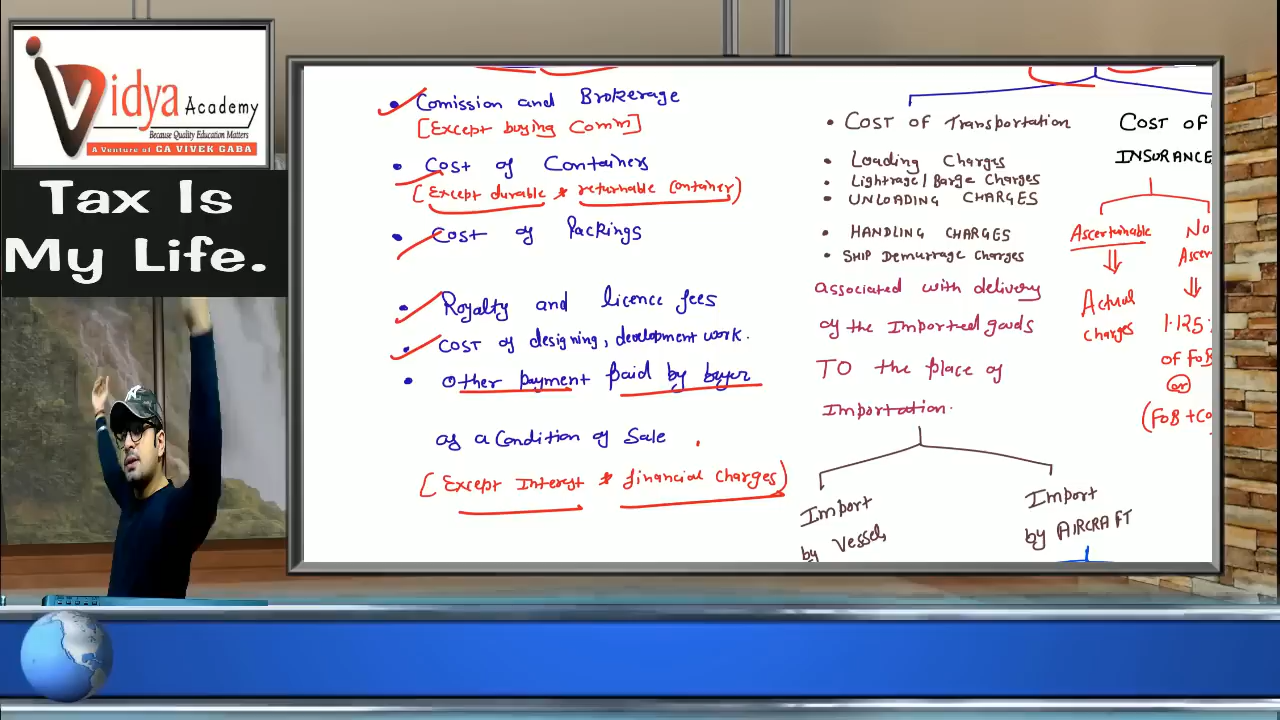 iVidya Academy
Because Quality Education Matters
A Venture of CA VIVEK GABA
Tax Is
My Life.
• Comission and Brokerage
[Except buying Comm]
• Cost of Containers
(Except durable & returnable Container)
• Cost of Packings
• Royalty and licence fees
• Cost of designing, development work.
• Other payment paid by buyer
as a Condition of Sale
[Except Interest & financial charges)
• COST OF Transportation
• Loading Charges
• Lightrage/Barge Charges
• UNLOADING CHARGES
• HANDLING CHARGES
• SHIP Demurrage Charges
associated with delivery
of the Imported goods
TO the place of
Importation.
Import
by Vessels
Import
by AIRCRAFT
COST OF
INSURANCE
Ascertainable
Actual
charges
No
Ascer
1.125%
of FoB
or
(FoB + Co